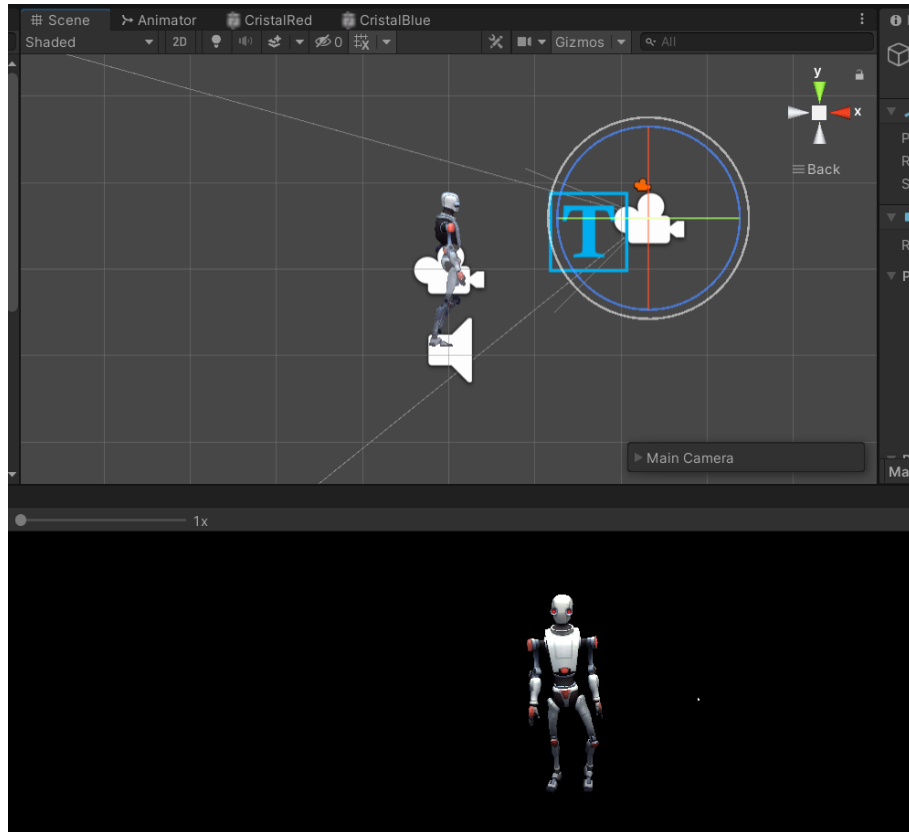 Scene Animator CristalRed CristalBlue
Shaded 2D 0 Gizmos All
y
x
Back
P
R
S
T
R
P
Main Camera
Ma
1x